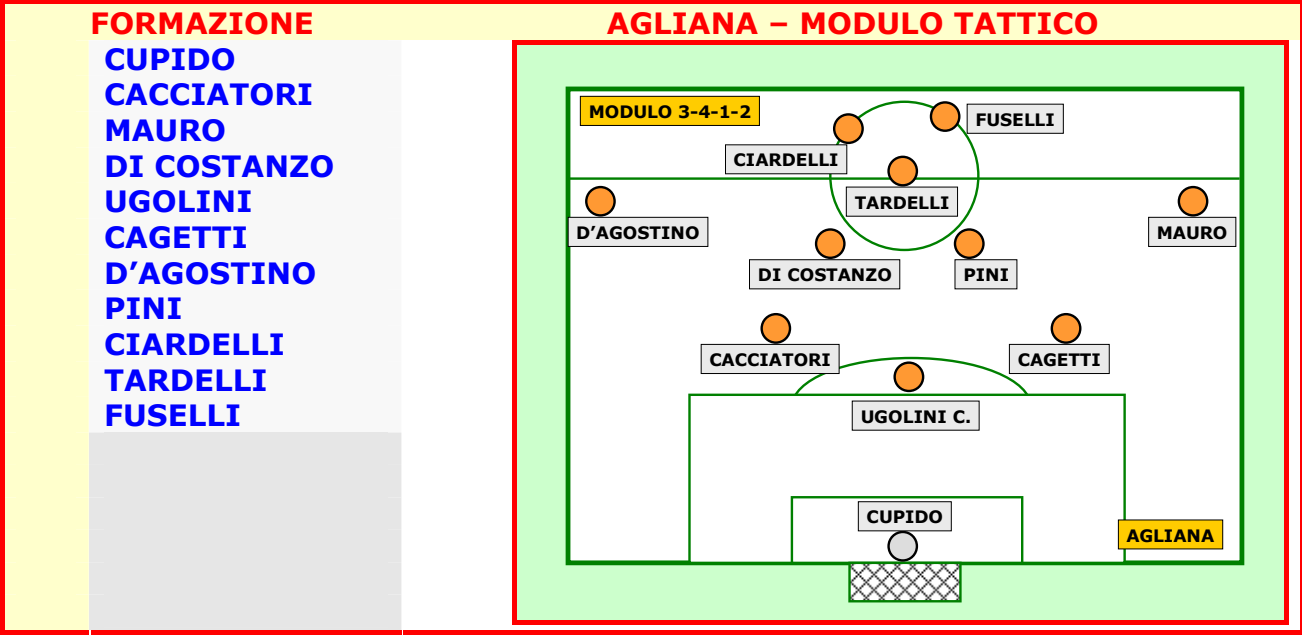 FORMAZIONE
CUPIDO
CACCIATORI
MAURO
DI COSTANZO
UGOLINI
CAGETTI
D’AGOSTINO
PINI
CIARDELLI
TARDELLI
FUSELLI
AGLIANA – MODULO TATTICO
MODULO 3-4-1-2
FUSELLI
CIARDELLI
TARDELLI
D’AGOSTINO
MAURO
DI COSTANZO
PINI
CACCIATORI
CAGETTI
UGOLINI C.
CUPIDO
AGLIANA